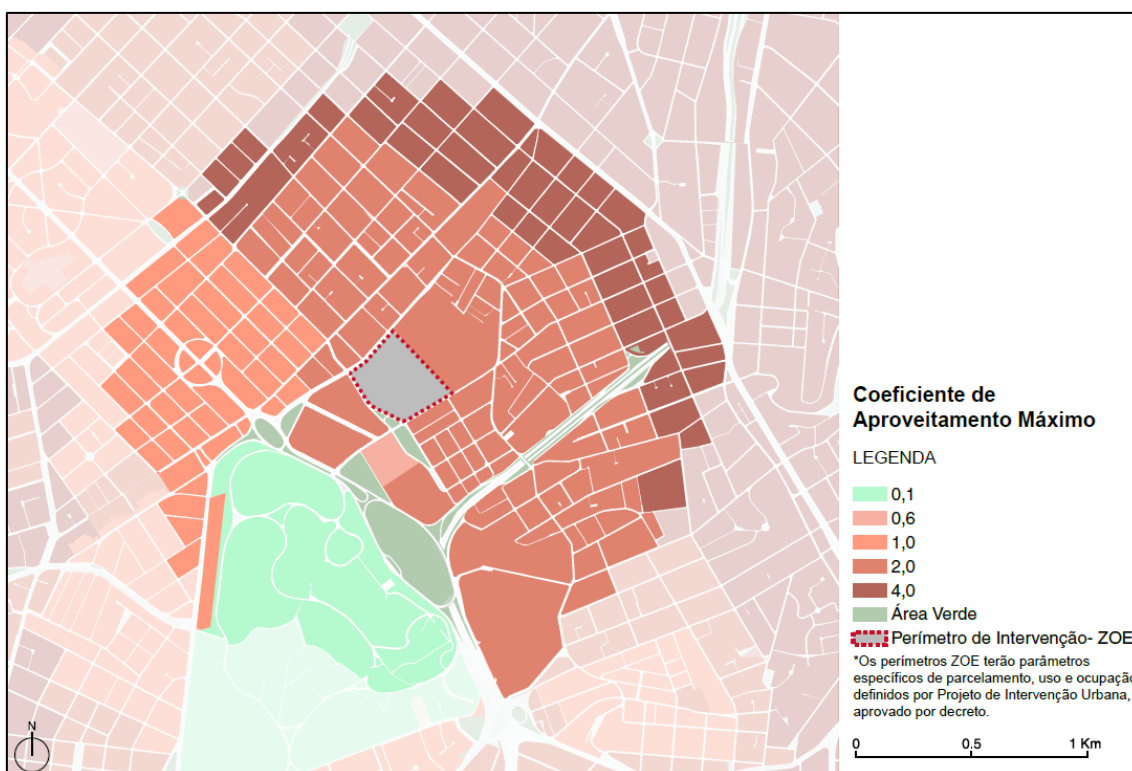 Coeficiente de
Aproveitamento Máximo
LEGENDA
0,1
0,6
1,0
2,0
4,0
Área Verde
Perímetro de Intervenção- ZOE
*Os perímetros ZOE terão parâmetros
específicos de parcelamento, uso e ocupação
definidos por Projeto de Intervenção Urbana,
aprovado por decreto.
N
0 0.5 1 Km